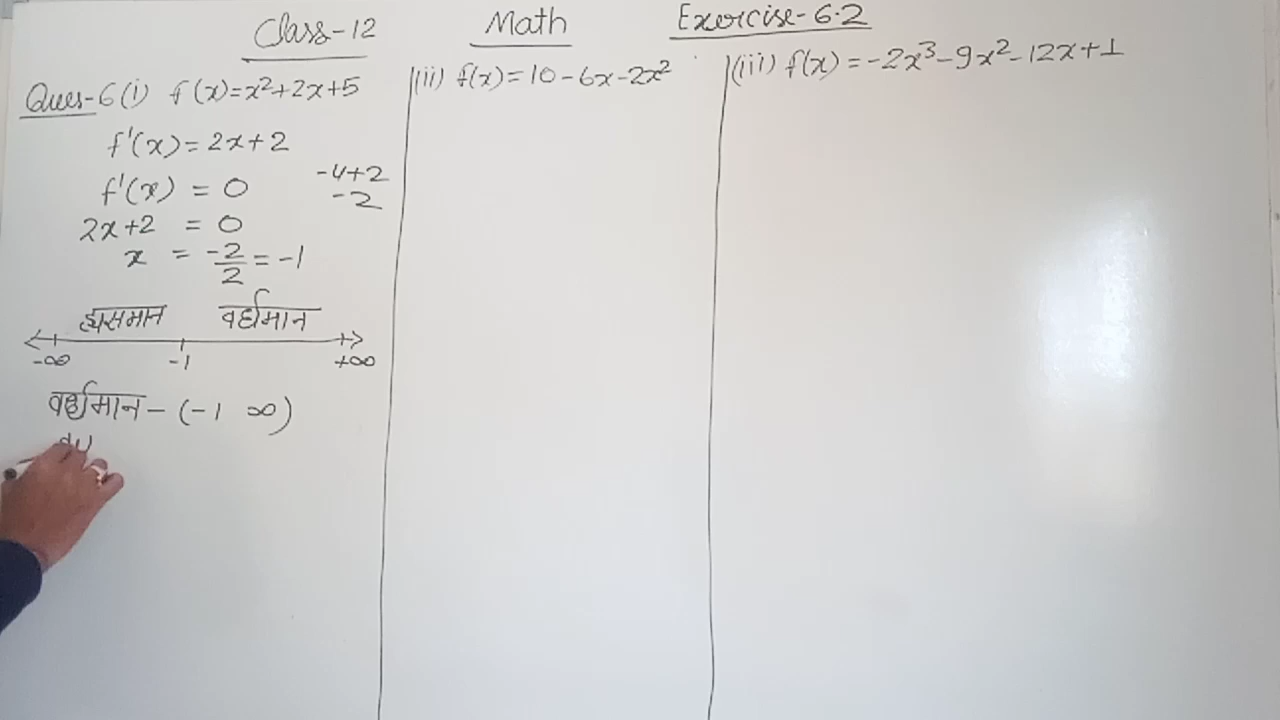 Class-12 Math Exercise-6.2
Ques-6(i) f(x)=x²+2x+5
f'(x)=2x+2
f'(x) = 0
-4+2
-2
2x+2 = 0
x = -2/2 = -1
ह्यसमान वर्धमान
-∞ -1 +∞
वर्धमान - (-1 ∞)
(ii) f(x)=10-6x-2x²
(iii) f(x)=-2x³-9x²-12x+1